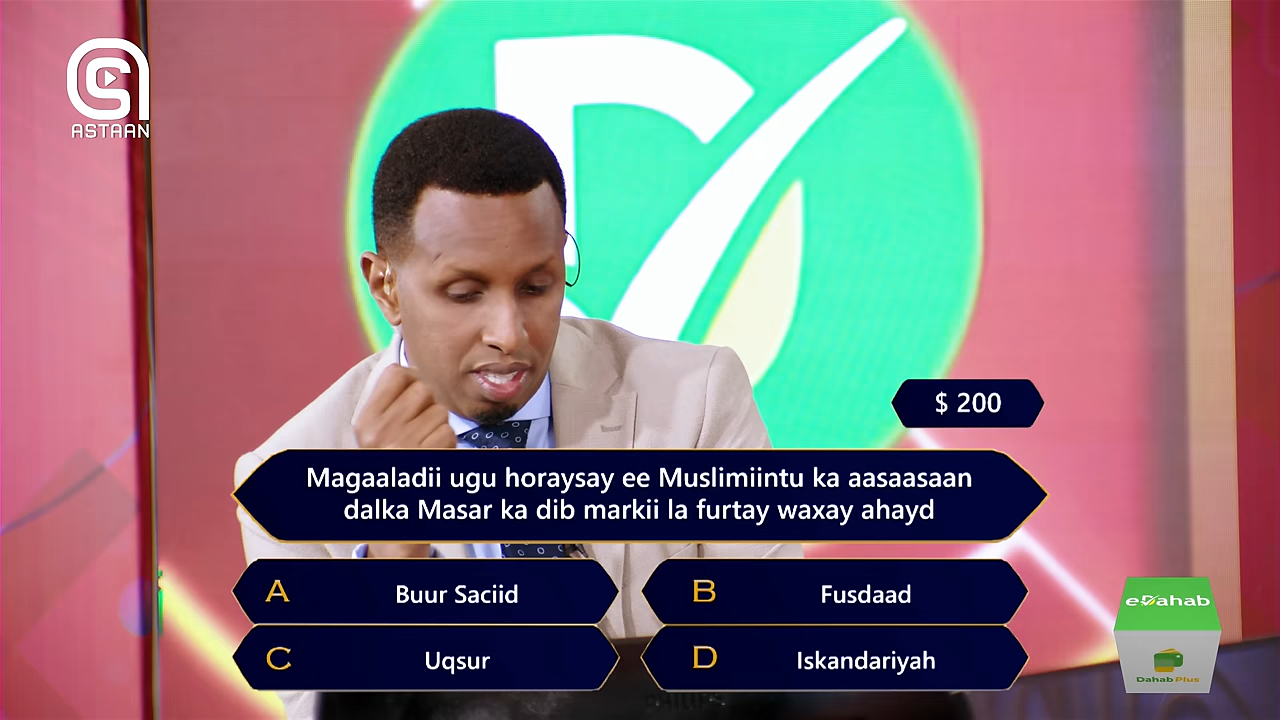 ASTAAN
$ 200
Magaaladii ugu horaysay ee Muslimiintu ka aasaasaan
dalka Masar ka dib markii la furtay waxay ahayd
A Buur Saciid
B Fusdaad
C Uqsur
D Iskandariyah
eDahab
Dahab Plus